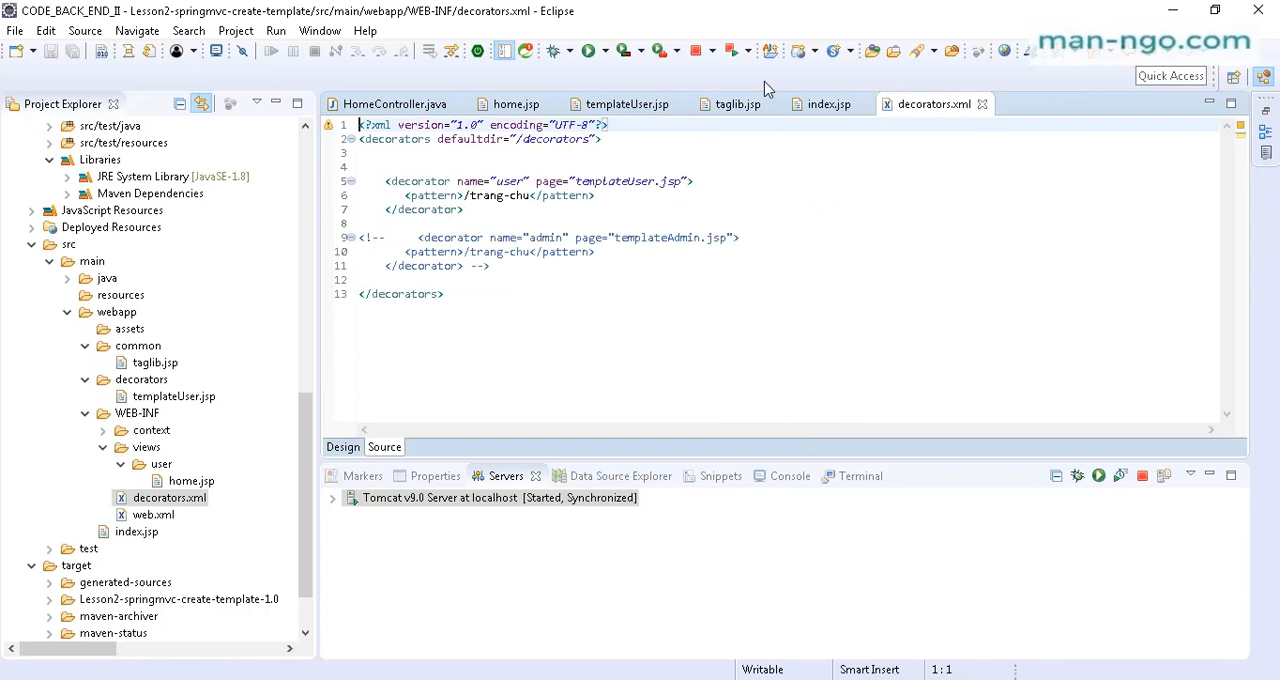 CODE_BACK_END_II - Lesson2-springmvc-create-template/src/main/webapp/WEB-INF/decorators.xml - Eclipse
File Edit Source Navigate Search Project Run Window Help
man-ngo.com
Quick Access
Project Explorer
src/test/java
src/test/resources
Libraries
JRE System Library [JavaSE-1.8]
Maven Dependencies
JavaScript Resources
Deployed Resources
src
main
java
resources
webapp
assets
common
taglib.jsp
decorators
templateUser.jsp
WEB-INF
context
views
user
home.jsp
decorators.xml
web.xml
index.jsp
test
target
generated-sources
Lesson2-springmvc-create-template-1.0
maven-archiver
maven-status
HomeController.java home.jsp templateUser.jsp taglib.jsp index.jsp decorators.xml
1 <?xml version="1.0" encoding="UTF-8"?>
2 <decorators defaultdir="/decorators">
3
4
5 <decorator name="user" page="templateUser.jsp">
6 <pattern>/trang-chu</pattern>
7 </decorator>
8
9 <!-- <decorator name="admin" page="templateAdmin.jsp">
10 <pattern>/trang-chu</pattern>
11 </decorator> -->
12
13 </decorators>
Design Source
Markers Properties Servers Data Source Explorer Snippets Console Terminal
Tomcat v9.0 Server at localhost [Started, Synchronized]
Writable Smart Insert 1 : 1